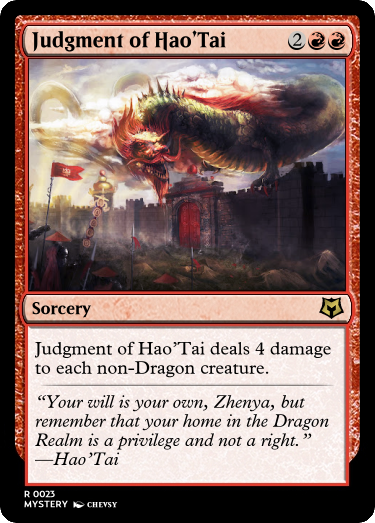 Judgment of Hao’Tai 2
Sorcery
Judgment of Hao’Tai deals 4 damage
to each non-Dragon creature.
“Your will is your own, Zhenya, but
remember that your home in the Dragon
Realm is a privilege and not a right.”
—Hao’Tai
R 0023
MYSTERY CHEVSY